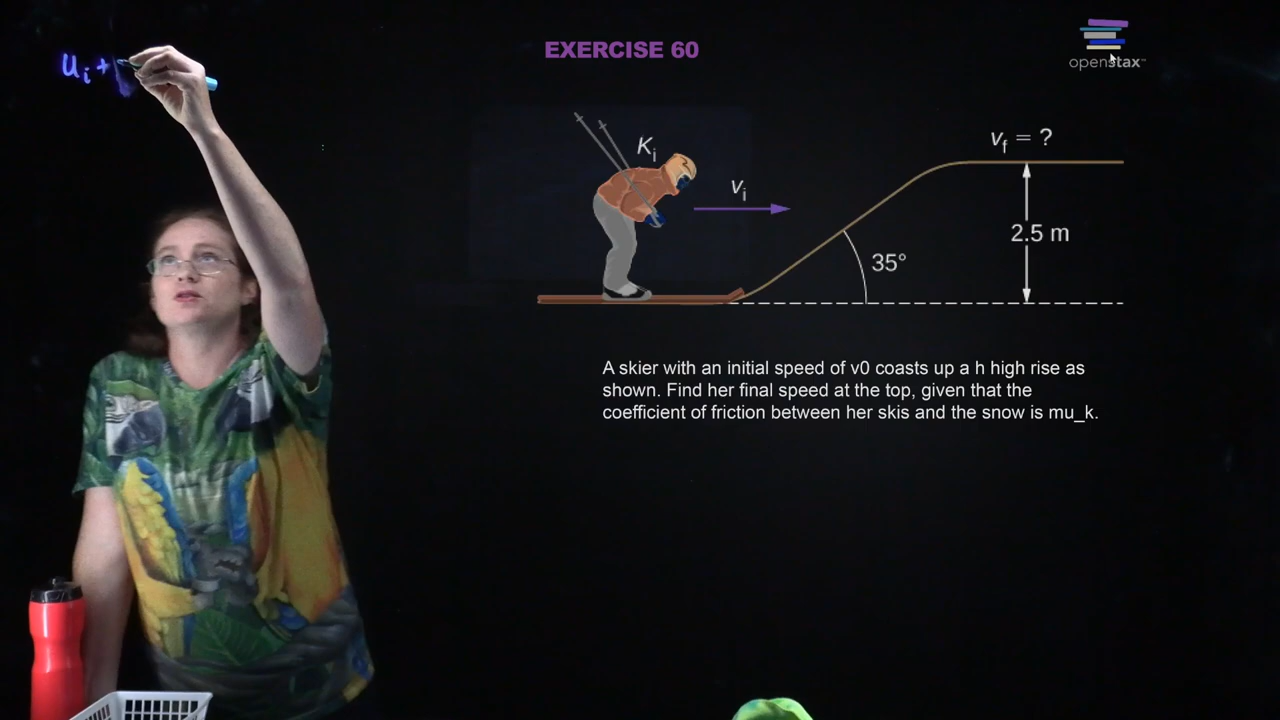 EXERCISE 60
openstax™
Ui +
Ki
vi
vf = ?
2.5 m
35°
A skier with an initial speed of v0 coasts up a h high rise as
shown. Find her final speed at the top, given that the
coefficient of friction between her skis and the snow is mu_k.